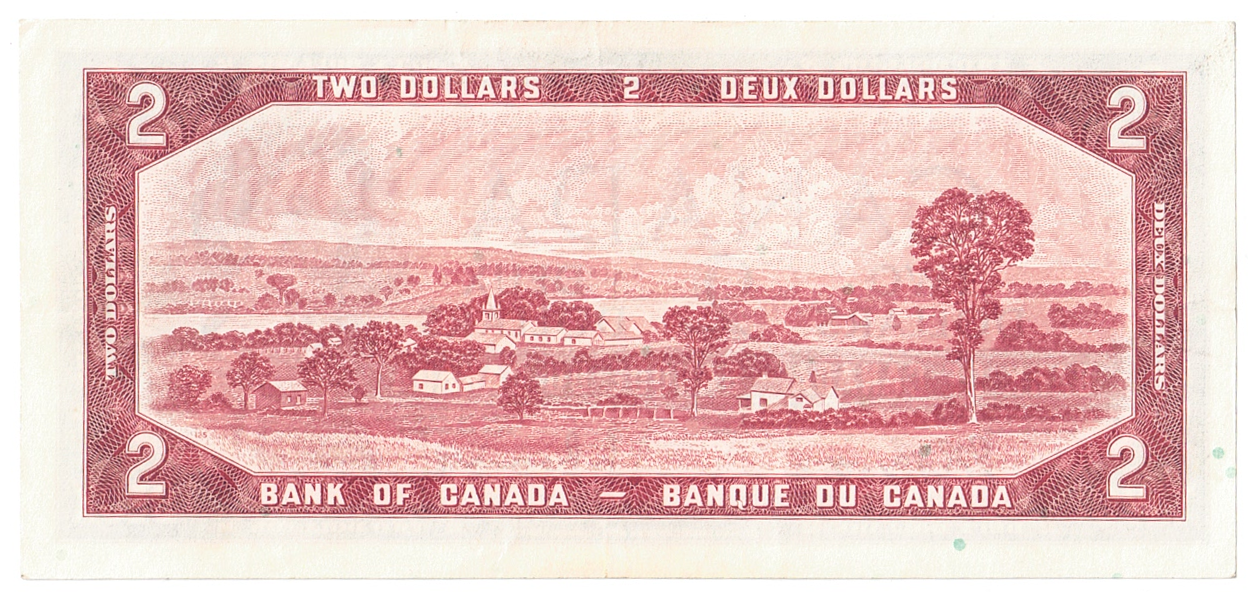 TWO DOLLARS 2 DEUX DOLLARS
2
2
TWO DOLLARS
DEUX DOLLARS
2
2
BANK OF CANADA — BANQUE DU CANADA